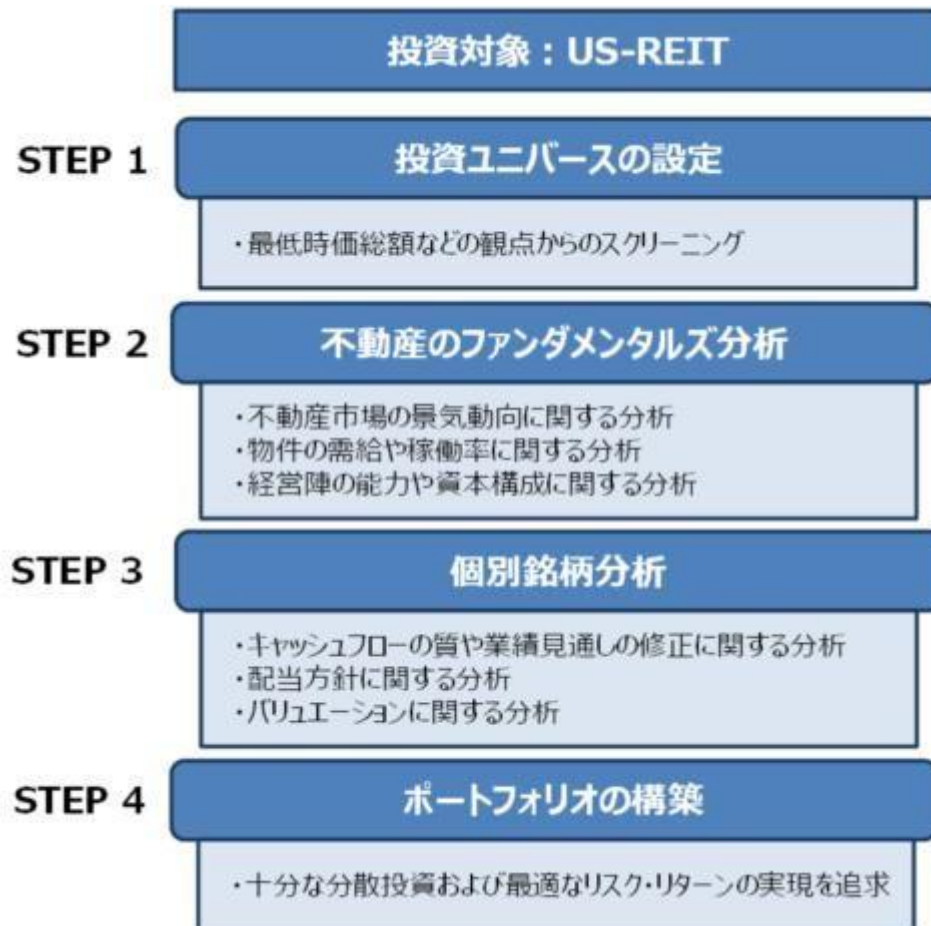 投資対象：US-REIT
STEP 1
投資ユニバースの設定
・最低時価総額などの観点からのスクリーニング
STEP 2
不動産のファンダメンタルズ分析
・不動産市場の景気動向に関する分析
・物件の需給や稼働率に関する分析
・経営陣の能力や資本構成に関する分析
STEP 3
個別銘柄分析
・キャッシュフローの質や業績見通しの修正に関する分析
・配当方針に関する分析
・バリュエーションに関する分析
STEP 4
ポートフォリオの構築
・十分な分散投資および最適なリスク・リターンの実現を追求